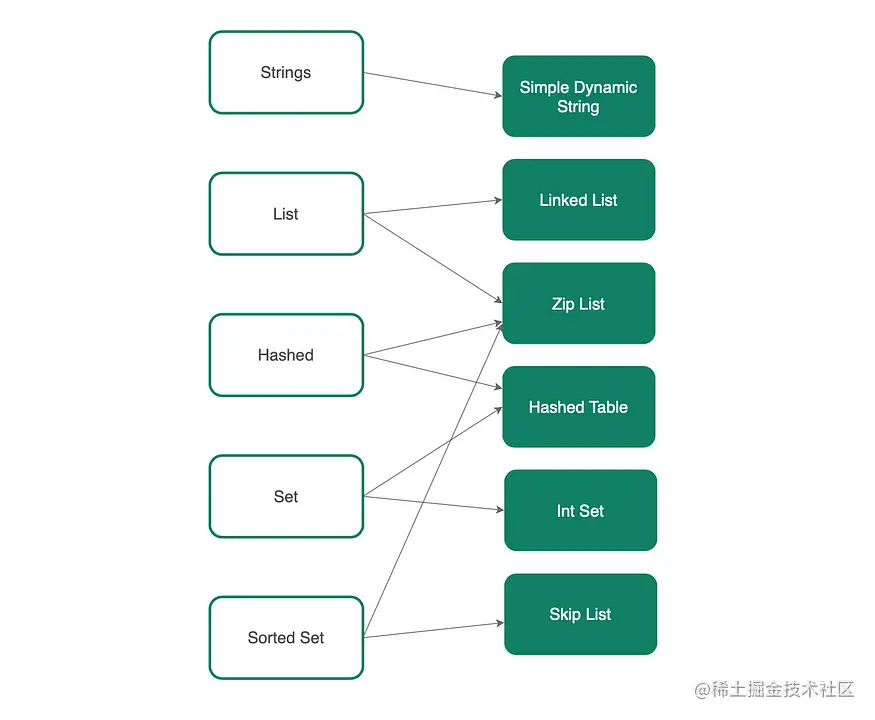 Strings
Simple Dynamic
String
List
Linked List
Zip List
Hashed
Hashed Table
Set
Int Set
Sorted Set
Skip List
@稀土掘金技术社区